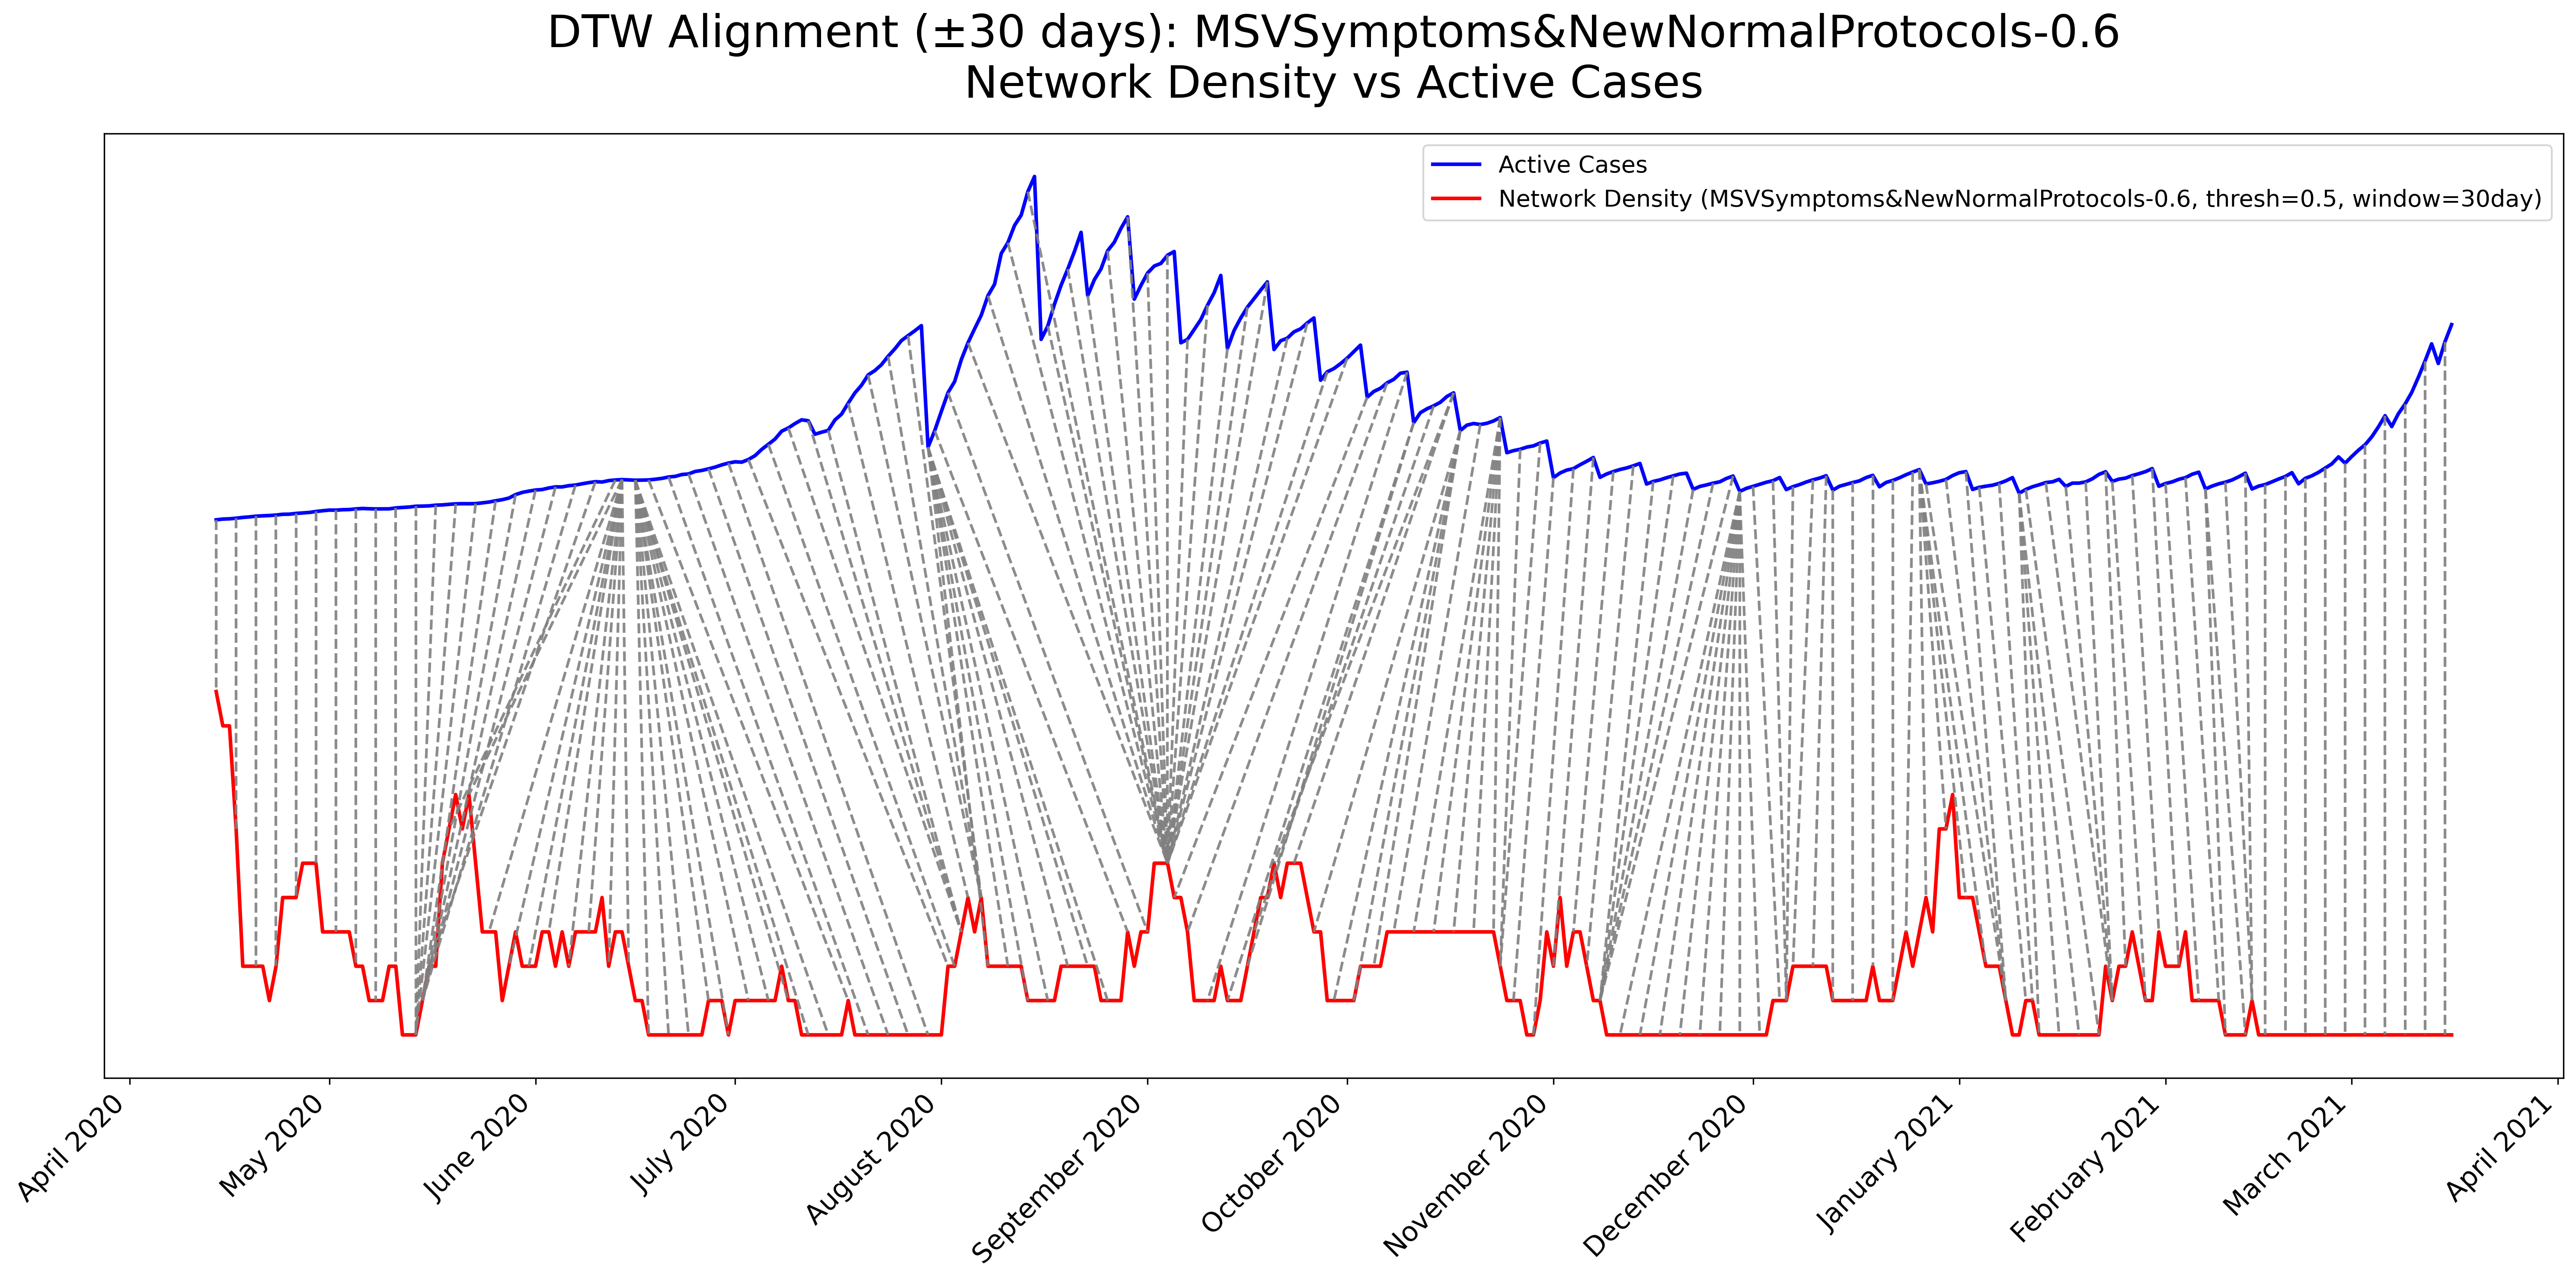 DTW Alignment (±30 days): MSVSymptoms&NewNormalProtocols-0.6
Network Density vs Active Cases
Active Cases
Network Density (MSVSymptoms&NewNormalProtocols-0.6, thresh=0.5, window=30day)
April 2020
May 2020
June 2020
July 2020
August 2020
September 2020
October 2020
November 2020
December 2020
January 2021
February 2021
March 2021
April 2021